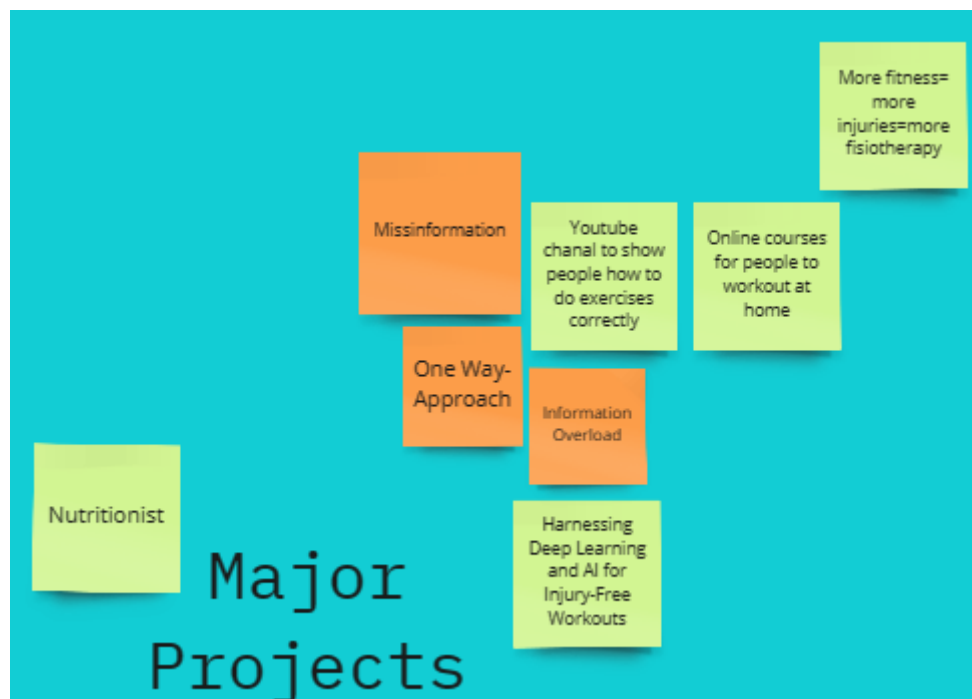 More fitness=
more
injuries=more
fisiotherapy
Missinformation
Youtube
chanal to show
people how to
do exercises
correctly
Online courses
for people to
workout at
home
One Way-
Approach
Information
Overload
Nutritionist
Harnessing
Deep Learning
and AI for
Injury-Free
Workouts
Major
Projects